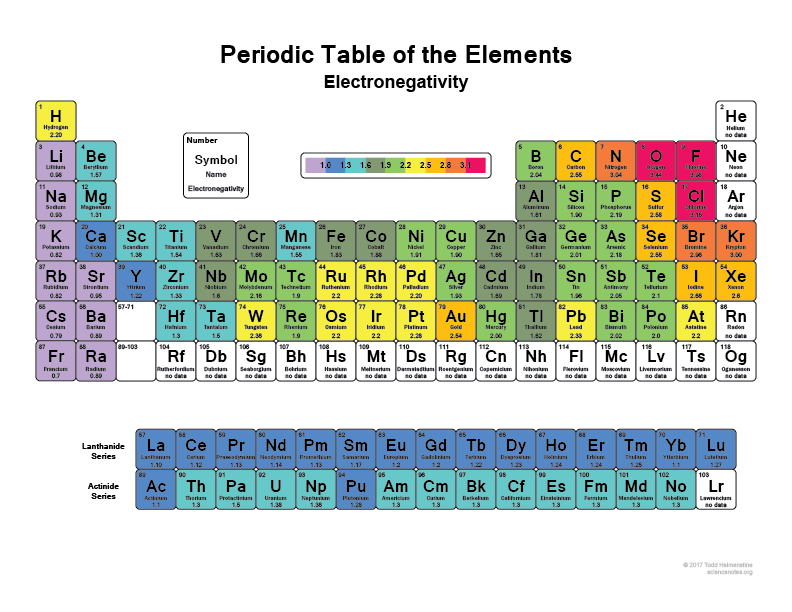 Periodic Table of the Elements
Electronegativity
1 2
H He
Hydrogen Helium
2.20 no data
Number
Symbol
Name
Electronegativity
1.0 1.3 1.6 1.9 2.2 2.5 2.8 3.1
3 4 5 6 7 8 9 10
Li Be B C N O F Ne
Lithium Beryllium Boron Carbon Nitrogen Oxygen Fluorine Neon
0.98 1.57 2.04 2.55 3.04 3.44 3.98 no data
11 12 13 14 15 16 17 18
Na Mg Al Si P S Cl Ar
Sodium Magnesium Aluminum Silicon Phosphorus Sulfur Chlorine Argon
0.93 1.31 1.61 1.90 2.19 2.58 3.16 no data
19 20 21 22 23 24 25 26 27 28 29 30 31 32 33 34 35 36
K Ca Sc Ti V Cr Mn Fe Co Ni Cu Zn Ga Ge As Se Br Kr
Potassium Calcium Scandium Titanium Vanadium Chromium Manganese Iron Cobalt Nickel Copper Zinc Gallium Germanium Arsenic Selenium Bromine Krypton
0.82 1.00 1.36 1.54 1.63 1.66 1.55 1.83 1.88 1.91 1.90 1.65 1.81 2.01 2.18 2.55 2.96 3.00
37 38 39 40 41 42 43 44 45 46 47 48 49 50 51 52 53 54
Rb Sr Y Zr Nb Mo Tc Ru Rh Pd Ag Cd In Sn Sb Te I Xe
Rubidium Strontium Yttrium Zirconium Niobium Molybdenum Technetium Ruthenium Rhodium Palladium Silver Cadmium Indium Tin Antimony Tellurium Iodine Xenon
0.82 0.95 1.22 1.33 1.6 2.16 1.9 2.2 2.28 2.20 1.93 1.69 1.78 1.96 2.05 2.1 2.66 2.6
55 56 57-71 72 73 74 75 76 77 78 79 80 81 82 83 84 85 86
Cs Ba Hf Ta W Re Os Ir Pt Au Hg Tl Pb Bi Po At Rn
Cesium Barium Hafnium Tantalum Tungsten Rhenium Osmium Iridium Platinum Gold Mercury Thallium Lead Bismuth Polonium Astatine Radon
0.79 0.89 1.3 1.5 2.36 1.9 2.2 2.2 2.28 2.54 2.00 1.62 2.33 2.02 2.0 2.2 no data
87 88 89-103 104 105 106 107 108 109 110 111 112 113 114 115 116 117 118
Fr Ra Rf Db Sg Bh Hs Mt Ds Rg Cn Nh Fl Mc Lv Ts Og
Francium Radium Rutherfordium Dubnium Seaborgium Bohrium Hassium Meitnerium Darmstadtium Roentgenium Copernicium Nihonium Flerovium Moscovium Livermorium Tennessine Oganesson
0.7 0.89 no data no data no data no data no data no data no data no data no data no data no data no data no data no data no data
57 58 59 60 61 62 63 64 65 66 67 68 69 70 71
Lanthanide Series
La Ce Pr Nd Pm Sm Eu Gd Tb Dy Ho Er Tm Yb Lu
Lanthanum Cerium Praseodymium Neodymium Promethium Samarium Europium Gadolinium Terbium Dysprosium Holmium Erbium Thulium Ytterbium Lutetium
1.10 1.12 1.13 1.14 1.13 1.17 1.2 1.2 1.22 1.23 1.24 1.24 1.25 1.1 1.27
89 90 91 92 93 94 95 96 97 98 99 100 101 102 103
Actinide Series
Ac Th Pa U Np Pu Am Cm Bk Cf Es Fm Md No Lr
Actinium Thorium Protactinium Uranium Neptunium Plutonium Americium Curium Berkelium Californium Einsteinium Fermium Mendelevium Nobelium Lawrencium
1.1 1.3 1.5 1.38 1.36 1.28 1.3 1.3 1.3 1.3 1.3 1.3 1.3 1.3 no data
© 2017 Todd Helmenstine
sciencenotes.org